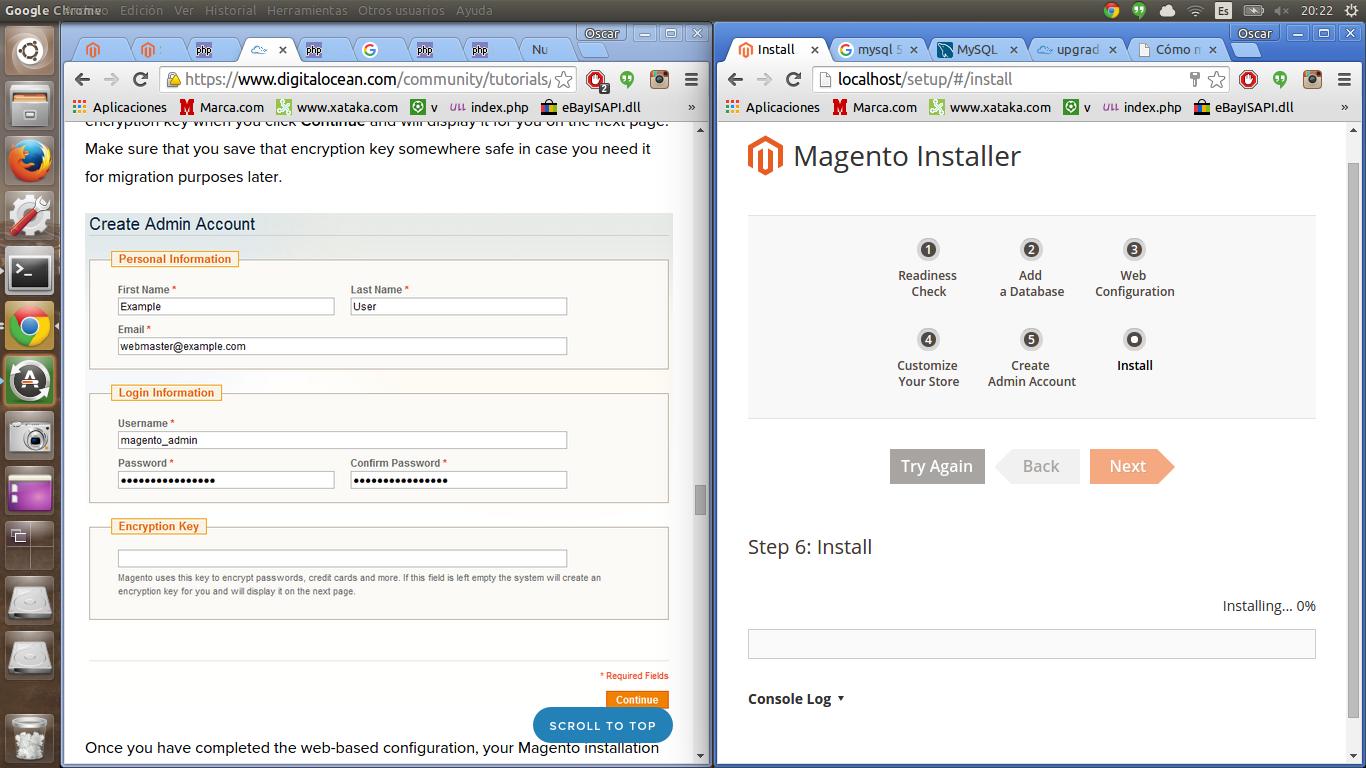 Google Chrome Archivo Editar Ver Historial Herramientas Otros usuarios Ayuda
Es
20:22
php
php
php
php
Nu
Oscar
https://www.digitalocean.com/community/tutorials/
2
Aplicaciones
Marca.com
www.xataka.com
v
index.php
eBayISAPI.dll
»
encryption key when you click Continue and will display it for you on the next page.
Make sure that you save that encryption key somewhere safe in case you need it
for migration purposes later.
Create Admin Account
Personal Information
First Name *
Last Name *
Example
User
Email *
webmaster@example.com
Login Information
Username *
magento_admin
Password *
Confirm Password *
••••••••••••••••
••••••••••••••••
Encryption Key
Magento uses this key to encrypt passwords, credit cards and more. If this field is left empty the system will create an
encryption key for you and will display it on the next page.
* Required Fields
Continue
SCROLL TO TOP
Once you have completed the web-based configuration, your Magento installation
Install
mysql 5
MySQL
upgrad
Cómo m
Oscar
localhost/setup/#/install
Aplicaciones
Marca.com
www.xataka.com
v
index.php
eBayISAPI.dll
»
Magento Installer
1
2
3
Readiness
Check
Add
a Database
Web
Configuration
4
5
Customize
Your Store
Create
Admin Account
Install
Try Again
Back
Next
Step 6: Install
Installing... 0%
Console Log